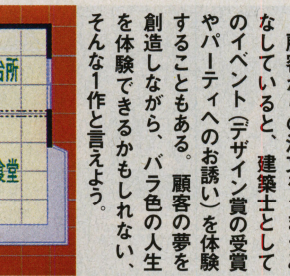 なしていると、建築士として
のイベント(デザイン賞の受賞
やパーティへのお誘い)を体験
することもある。顧客の夢を
創造しながら、バラ色の人生
を体験できるかもしれない、
そんな1作と言えよう。
台所
食堂